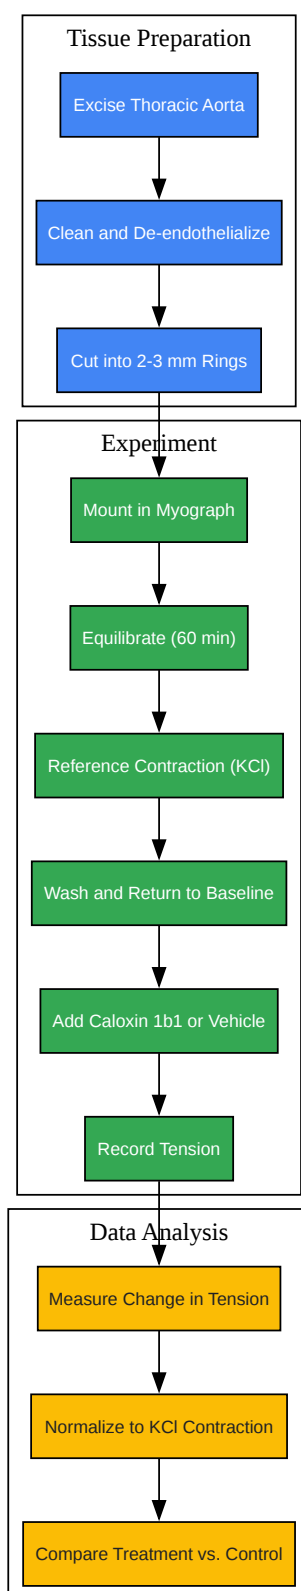 Tissue Preparation
Excise Thoracic Aorta
Clean and De-endothelialize
Cut into 2-3 mm Rings
Experiment
Mount in Myograph
Equilibrate (60 min)
Reference Contraction (KCl)
Wash and Return to Baseline
Add Caloxin 1b1 or Vehicle
Record Tension
Data Analysis
Measure Change in Tension
Normalize to KCl Contraction
Compare Treatment vs. Control